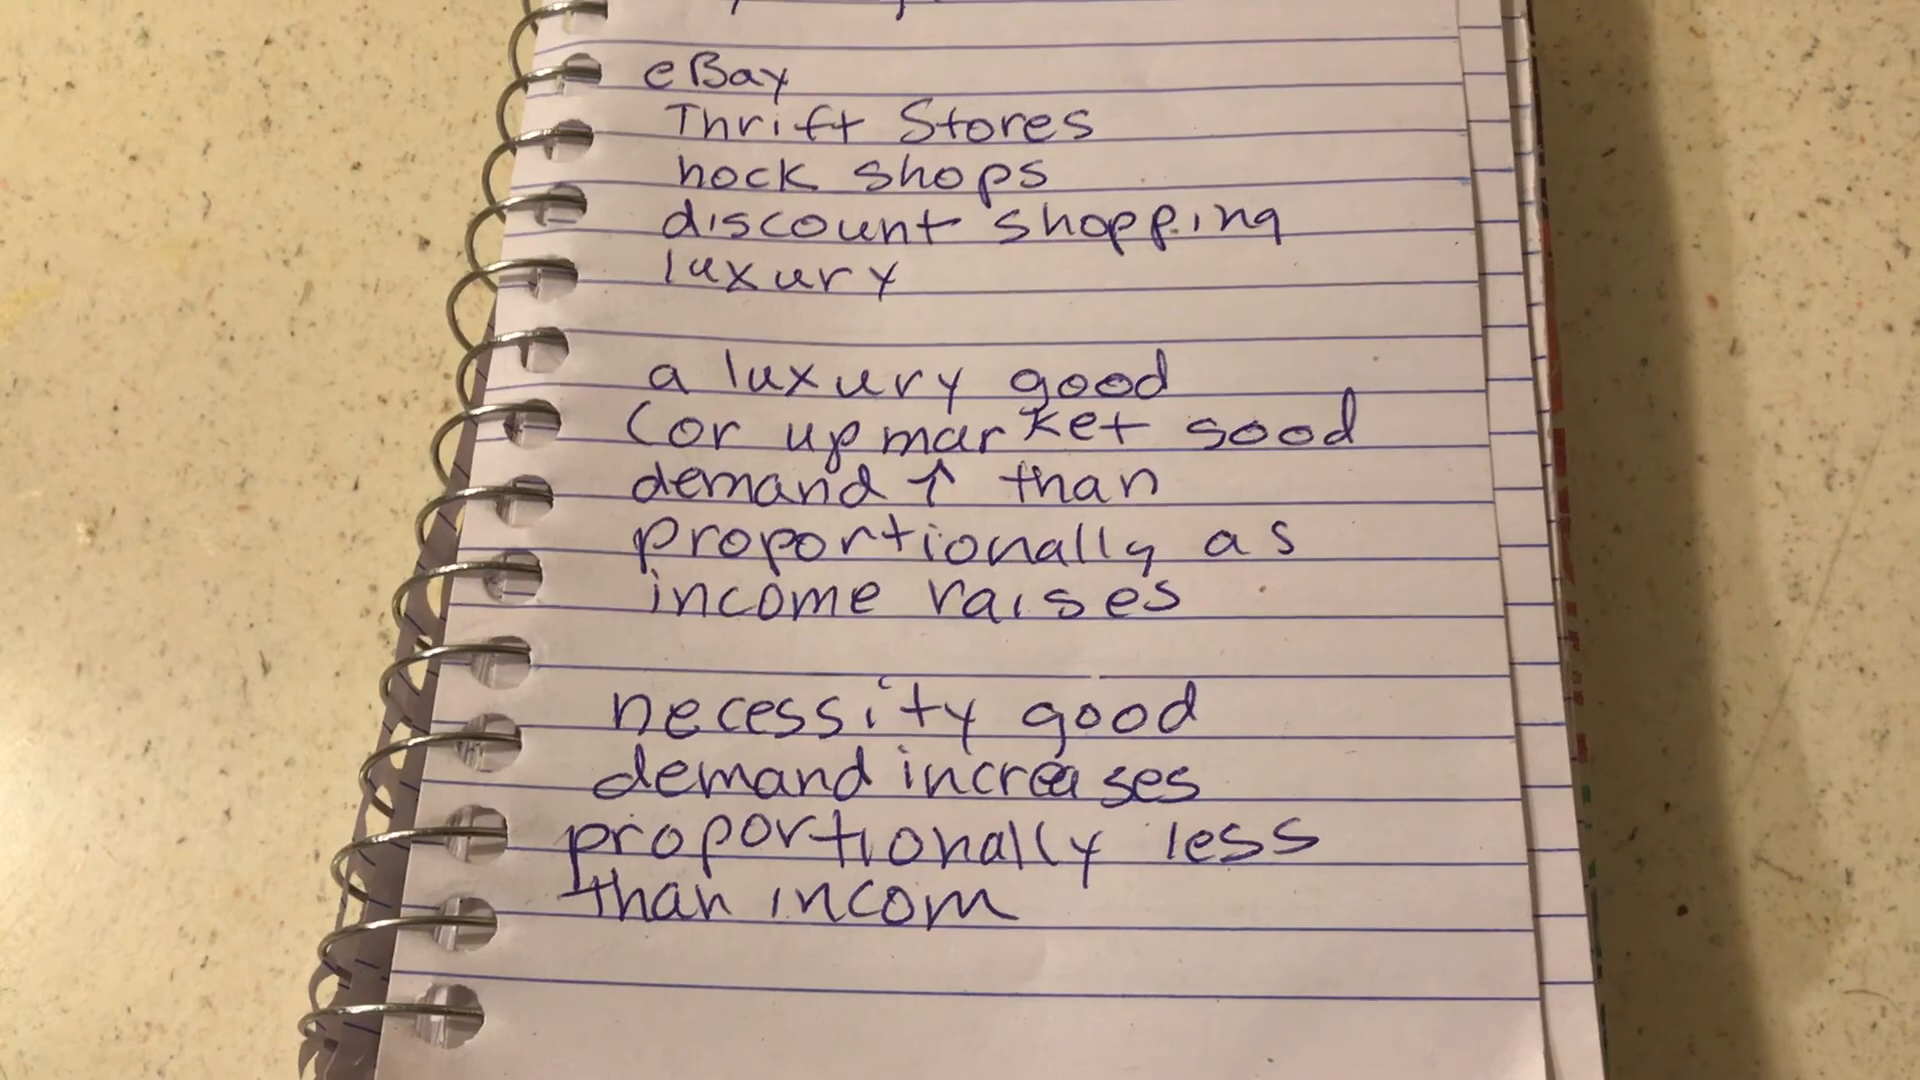 eBay
Thrift Stores
hock shops
discount shopping
luxury
a luxury good
(or upmarket good
demand ↑ than
proportionally as
income raises
necessity good
demand increases
proportionally less
than incom